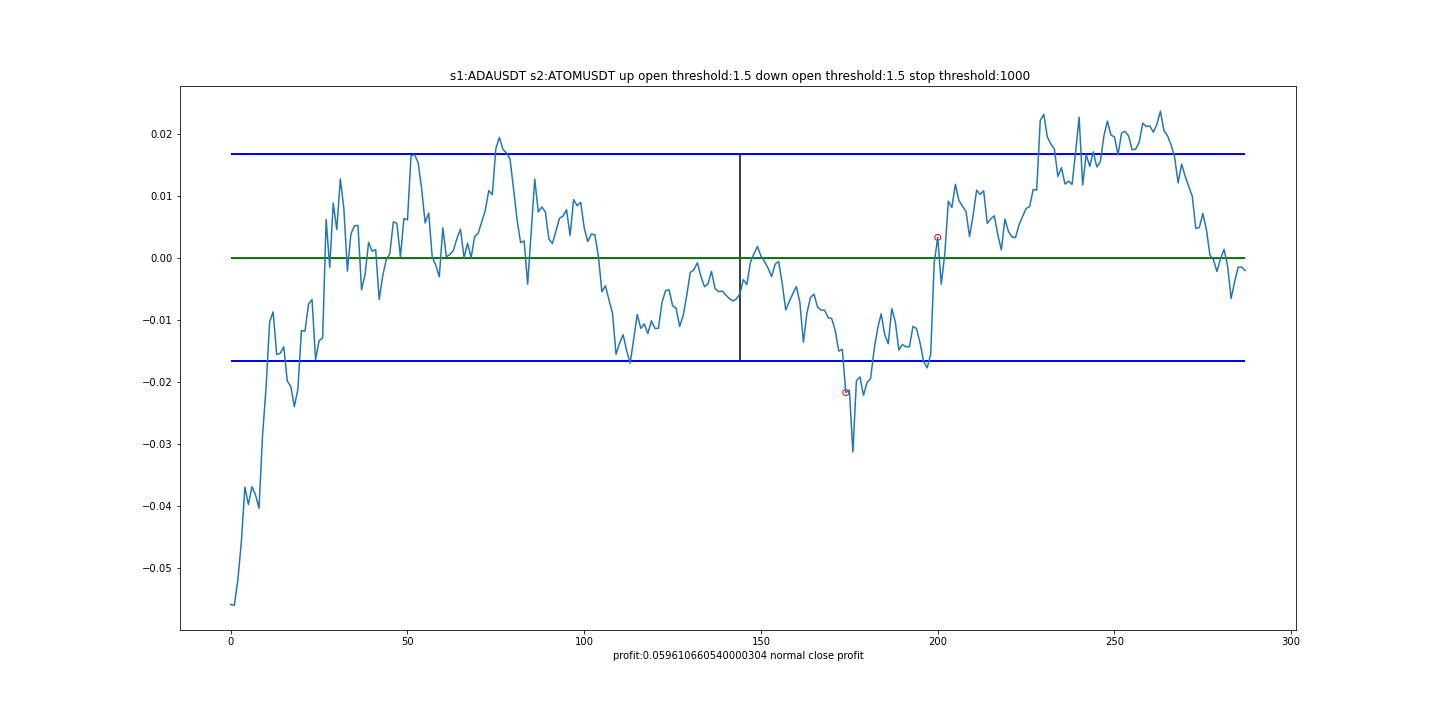 s1:ADAUSDT s2:ATOMUSDT up open threshold:1.5 down open threshold:1.5 stop threshold:1000
0.02
0.01
0.00
−0.01
−0.02
−0.03
−0.04
−0.05
0 50 100 150 200 250 300
profit:0.059610660540000304 normal close profit